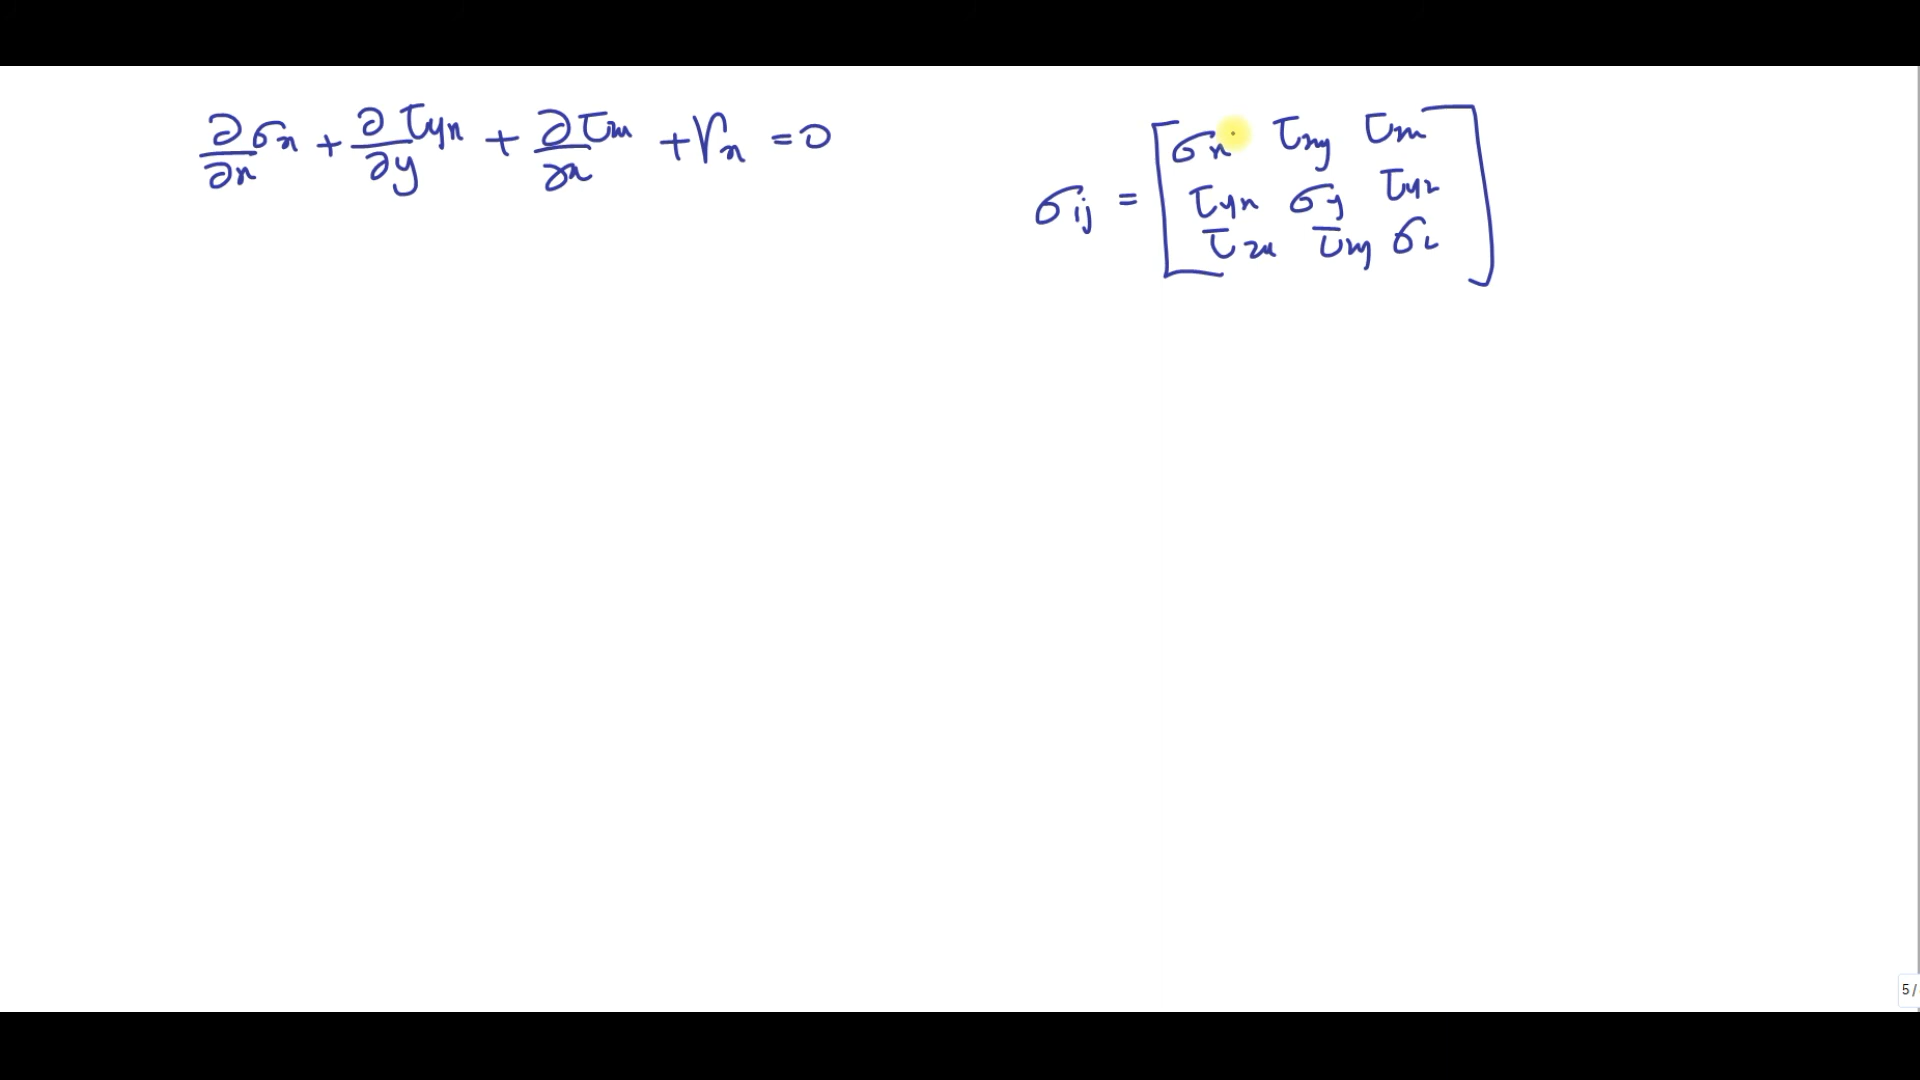 ∂/∂x σx + ∂τyx/∂y + ∂τzx/∂x + γx = 0
σij = [σx τxy τxz
τyx σy τyz
τzx τzy σz]
5 /